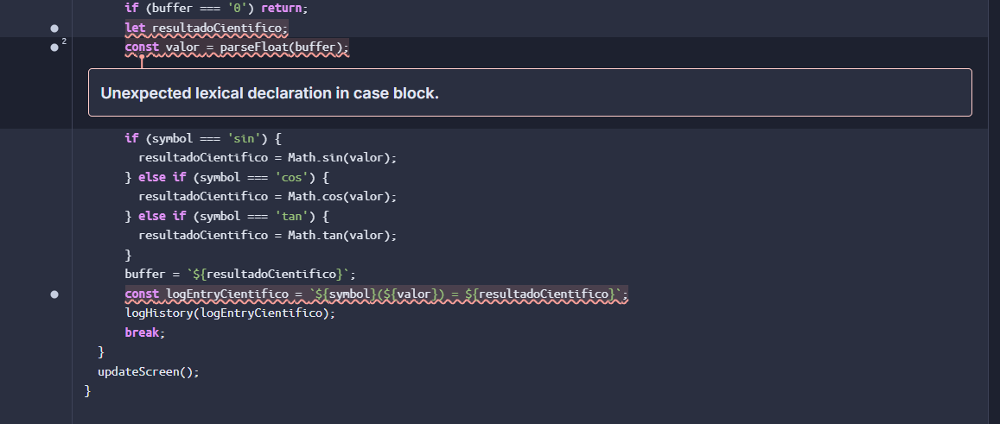 if (buffer === '0') return;
let resultadoCientifico;
2
const valor = parseFloat(buffer);
Unexpected lexical declaration in case block.
if (symbol === 'sin') {
resultadoCientifico = Math.sin(valor);
} else if (symbol === 'cos') {
resultadoCientifico = Math.cos(valor);
} else if (symbol === 'tan') {
resultadoCientifico = Math.tan(valor);
}
buffer = `${resultadoCientifico}`;
const logEntryCientifico = `${symbol}(${valor}) = ${resultadoCientifico}`;
logHistory(logEntryCientifico);
break;
}
updateScreen();
}